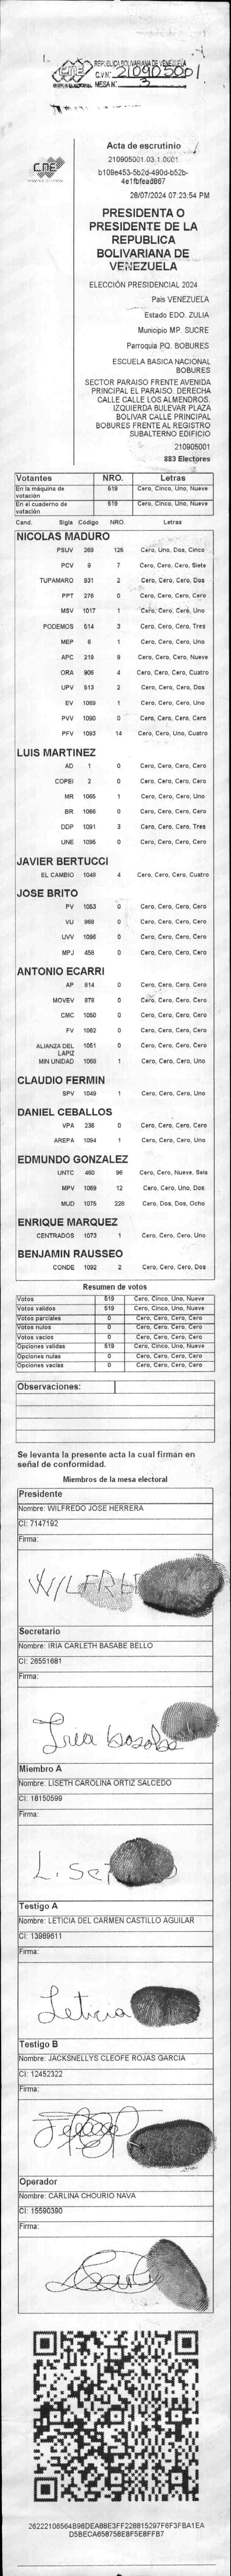 REPUBLICA BOLIVARIANA DE VENEZUELA
C.V N° 210905001
MESA N° 3
CNE
Acta de escrutinio
210905001.03.1.0001
b109e453-5b2d-490d-b52b-
4e1fbfead867
28/07/2024 07:23:54 PM
PRESIDENTA O
PRESIDENTE DE LA
REPUBLICA
BOLIVARIANA DE
VENEZUELA
ELECCIÓN PRESIDENCIAL 2024
Pais VENEZUELA
Estado EDO. ZULIA
Municipio MP. SUCRE
Parroquia PQ. BOBURES
ESCUELA BASICA NACIONAL
BOBURES
SECTOR PARAISO FRENTE AVENIDA
PRINCIPAL EL PARAISO. DERECHA
CALLE CALLE LOS ALMENDROS.
IZQUIERDA BULEVAR PLAZA
BOLIVAR CALLE PRINCIPAL
BOBURES FRENTE AL REGISTRO
SUBALTERNO EDIFICIO
210905001
883 Electores
Votantes NRO. Letras
En la máquina de votación 519 Cero, Cinco, Uno, Nueve
En el cuaderno de votación 519 Cero, Cinco, Uno, Nueve
Cand. Sigla Código NRO. Letras
NICOLAS MADURO
PSUV 269 125 Cero, Uno, Dos, Cinco
PCV 9 7 Cero, Cero, Cero, Siete
TUPAMARO 931 2 Cero, Cero, Cero, Dos
PPT 276 0 Cero, Cero, Cero, Cero
MSV 1017 1 Cero, Cero, Cero, Uno
PODEMOS 514 3 Cero, Cero, Cero, Tres
MEP 6 1 Cero, Cero, Cero, Uno
APC 219 9 Cero, Cero, Cero, Nueve
ORA 906 4 Cero, Cero, Cero, Cuatro
UPV 513 2 Cero, Cero, Cero, Dos
EV 1089 1 Cero, Cero, Cero, Uno
PVV 1090 0 Cero, Cero, Cero, Cero
PFV 1093 14 Cero, Cero, Uno, Cuatro
LUIS MARTINEZ
AD 1 0 Cero, Cero, Cero, Cero
COPEI 2 0 Cero, Cero, Cero, Cero
MR 1065 1 Cero, Cero, Cero, Uno
BR 1066 0 Cero, Cero, Cero, Cero
DDP 1091 3 Cero, Cero, Cero, Tres
UNE 1095 0 Cero, Cero, Cero, Cero
JAVIER BERTUCCI
EL CAMBIO 1048 4 Cero, Cero, Cero, Cuatro
JOSE BRITO
PV 1053 0 Cero, Cero, Cero, Cero
VU 868 0 Cero, Cero, Cero, Cero
UVV 1096 0 Cero, Cero, Cero, Cero
MPJ 458 0 Cero, Cero, Cero, Cero
ANTONIO ECARRI
AP 814 0 Cero, Cero, Cero, Cero
MOVEV 879 0 Cero, Cero, Cero, Cero
CMC 1050 0 Cero, Cero, Cero, Cero
FV 1062 0 Cero, Cero, Cero, Cero
ALIANZA DEL LAPIZ 1051 0 Cero, Cero, Cero, Cero
MIN UNIDAD 1068 1 Cero, Cero, Cero, Uno
CLAUDIO FERMIN
SPV 1049 1 Cero, Cero, Cero, Uno
DANIEL CEBALLOS
VPA 236 0 Cero, Cero, Cero, Cero
AREPA 1094 1 Cero, Cero, Cero, Uno
EDMUNDO GONZALEZ
UNTC 460 96 Cero, Cero, Nueve, Seis
MPV 1069 12 Cero, Cero, Uno, Dos
MUD 1075 228 Cero, Dos, Dos, Ocho
ENRIQUE MARQUEZ
CENTRADOS 1073 1 Cero, Cero, Cero, Uno
BENJAMIN RAUSSEO
CONDE 1092 2 Cero, Cero, Cero, Dos
Resumen de votos
Votos 519 Cero, Cinco, Uno, Nueve
Votos validos 519 Cero, Cinco, Uno, Nueve
Votos parciales 0 Cero, Cero, Cero, Cero
Votos nulos 0 Cero, Cero, Cero, Cero
Votos vacios 0 Cero, Cero, Cero, Cero
Opciones validas 519 Cero, Cinco, Uno, Nueve
Opciones nulas 0 Cero, Cero, Cero, Cero
Opciones vacias 0 Cero, Cero, Cero, Cero
Observaciones:
Se levanta la presente acta la cual firman en
señal de conformidad.
Miembros de la mesa electoral
Presidente
Nombre: WILFREDO JOSE HERRERA
CI: 7147192
Firma:
WILFRE
Secretario
Nombre: IRIA CARLETH BASABE BELLO
CI: 26551681
Firma:
Iria basabe
Miembro A
Nombre: LISETH CAROLINA ORTIZ SALCEDO
CI: 18150599
Firma:
Liset
Testigo A
Nombre: LETICIA DEL CARMEN CASTILLO AGUILAR
CI: 13989611
Firma:
Leticia
Testigo B
Nombre: JACKSNELLYS CLEOFE ROJAS GARCIA
CI: 12452322
Firma:
Operador
Nombre: CARLINA CHOURIO NAVA
CI: 15590390
Firma:
26222106564B96DEA8BE3FF228815297F6F3FBA1EA
D5BECA658758E8F5E8FFB7